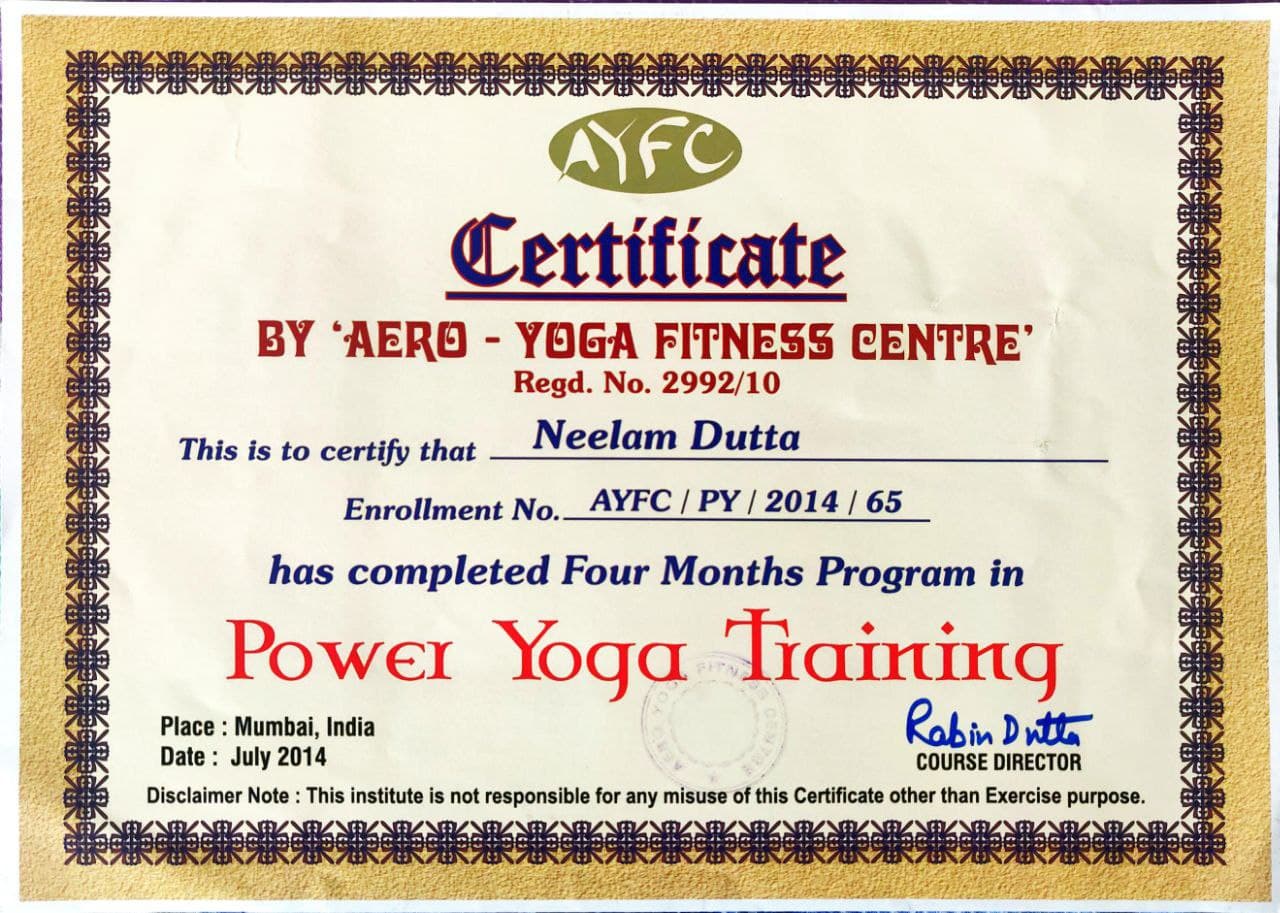 AYFC
Certificate
BY ‘AERO - YOGA FITNESS CENTRE’
Regd. No. 2992/10
This is to certify that Neelam Dutta
Enrollment No. AYFC / PY / 2014 / 65
has completed Four Months Program in
Power Yoga Training
AERO YOGA FITNESS CENTRE
Place : Mumbai, India
Date : July 2014
Rabin Dutta
COURSE DIRECTOR
Disclaimer Note : This institute is not responsible for any misuse of this Certificate other than Exercise purpose.